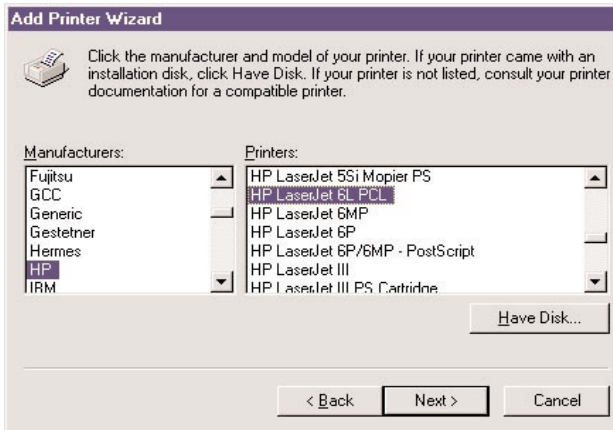 Add Printer Wizard
Click the manufacturer and model of your printer. If your printer came with an
installation disk, click Have Disk. If your printer is not listed, consult your printer
documentation for a compatible printer.
Manufacturers:
Fujitsu
GCC
Generic
Gestetner
Hermes
HP
IBM
Printers:
HP LaserJet 5Si Mopier PS
HP LaserJet 6L PCL
HP LaserJet 6MP
HP LaserJet 6P
HP LaserJet 6P/6MP - PostScript
HP LaserJet III
HP LaserJet III PS Cartridge
Have Disk...
< Back
Next >
Cancel